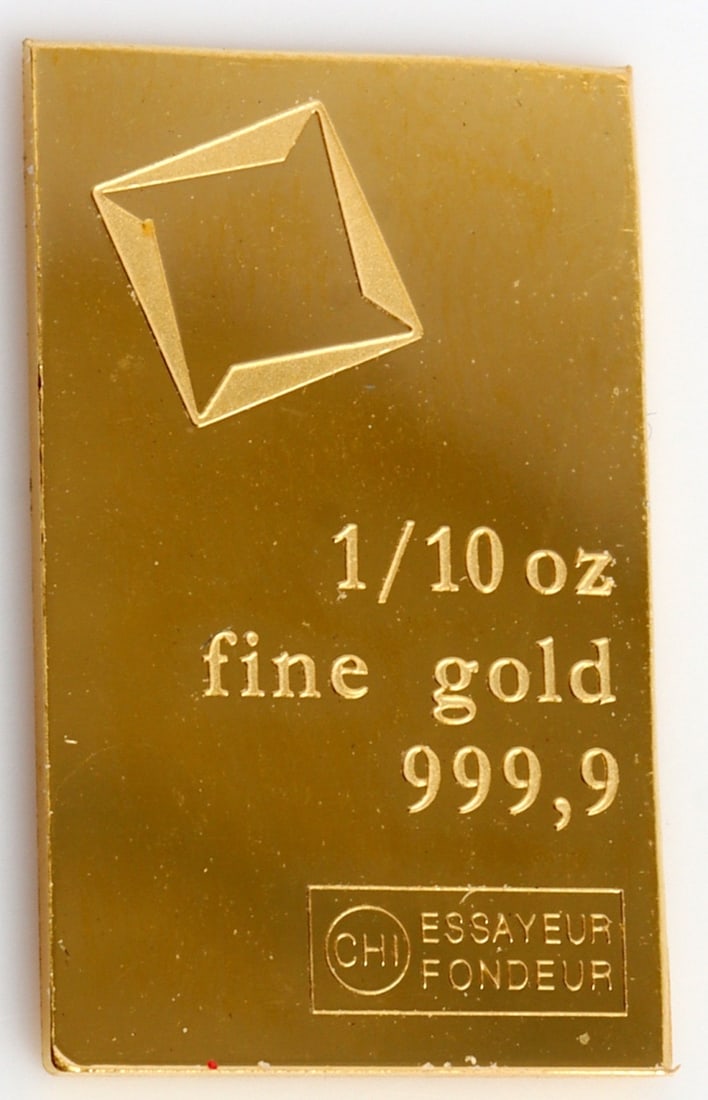 1/10 oz
fine gold
999,9
CHI
ESSAYEUR
FONDEUR